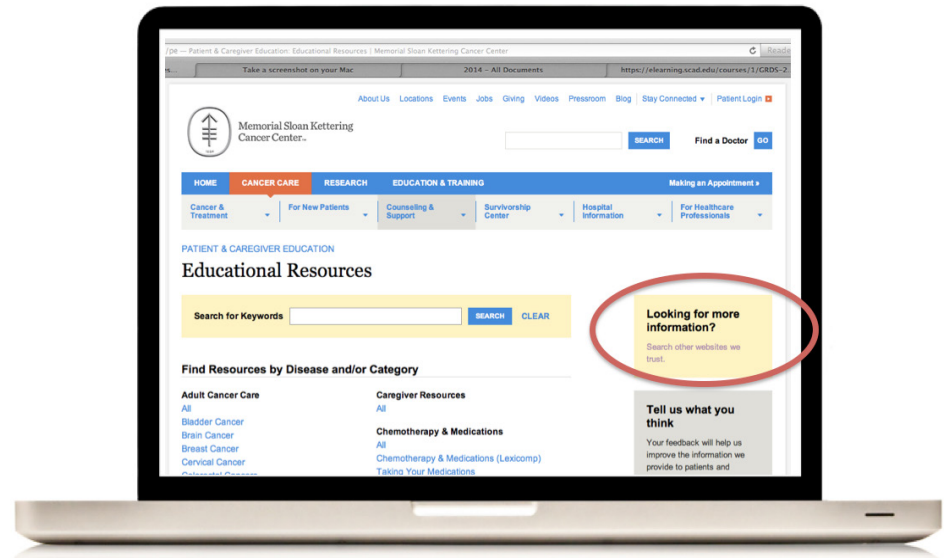 /pe — Patient & Caregiver Education: Educational Resources | Memorial Sloan Kettering Cancer Center
Reade
es...
Take a screenshot on your Mac
2014 – All Documents
https://elearning.scad.edu/courses/1/GRDS-2
About Us Locations Events Jobs Giving Videos Pressroom Blog Stay Connected Patient Login
Memorial Sloan Kettering
Cancer Center
SEARCH Find a Doctor GO
HOME CANCER CARE RESEARCH EDUCATION & TRAINING Making an Appointment »
Cancer &
Treatment
For New Patients
Counseling &
Support
Survivorship
Center
Hospital
Information
For Healthcare
Professionals
PATIENT & CAREGIVER EDUCATION
Educational Resources
Search for Keywords SEARCH CLEAR
Looking for more
information?
Search other websites we
trust.
Find Resources by Disease and/or Category
Adult Cancer Care
All
Bladder Cancer
Brain Cancer
Breast Cancer
Cervical Cancer
Colorectal Cancer
Caregiver Resources
All
Chemotherapy & Medications
All
Chemotherapy & Medications (Lexicomp)
Taking Your Medications
Tell us what you
think
Your feedback will help us
improve the information we
provide to patients and